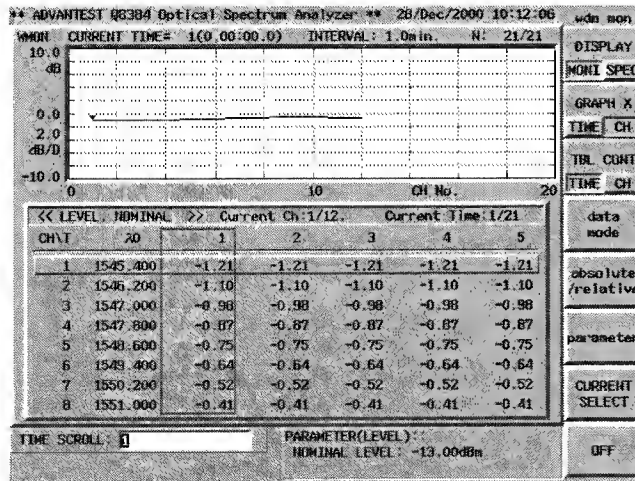 ** ADVANTEST Q8384 Optical Spectrum Analyzer ** 28/Dec/2000 10:12:06
wdm mon
WMON CURRENT TIME# 1(0.00:00.0) INTERVAL: 1.0min. N: 21/21
10.0
dB
0.0
2.0
dB/D
-10.0
0 10 CH No. 20
<< LEVEL, NOMINAL >> Current Ch:1/12. Current Time:1/21
CH\T λ0 1 2 3 4 5
1 1545.400 -1.21 -1.21 -1.21 -1.21 -1.21
2 1546.200 -1.10 -1.10 -1.10 -1.10 -1.10
3 1547.000 -0.98 -0.98 -0.98 -0.98 -0.98
4 1547.800 -0.87 -0.87 -0.87 -0.87 -0.87
5 1548.600 -0.75 -0.75 -0.75 -0.75 -0.75
6 1549.400 -0.64 -0.64 -0.64 -0.64 -0.64
7 1550.200 -0.52 -0.52 -0.52 -0.52 -0.52
8 1551.000 -0.41 -0.41 -0.41 -0.41 -0.41
TIME SCROLL: 1
PARAMETER(LEVEL):
NOMINAL LEVEL: -13.00dBm
DISPLAY
MONI SPEC
GRAPH X
TIME CH
TBL CONT
TIME CH
data
mode
absolute
/relative
parameter
CURRENT
SELECT
OFF